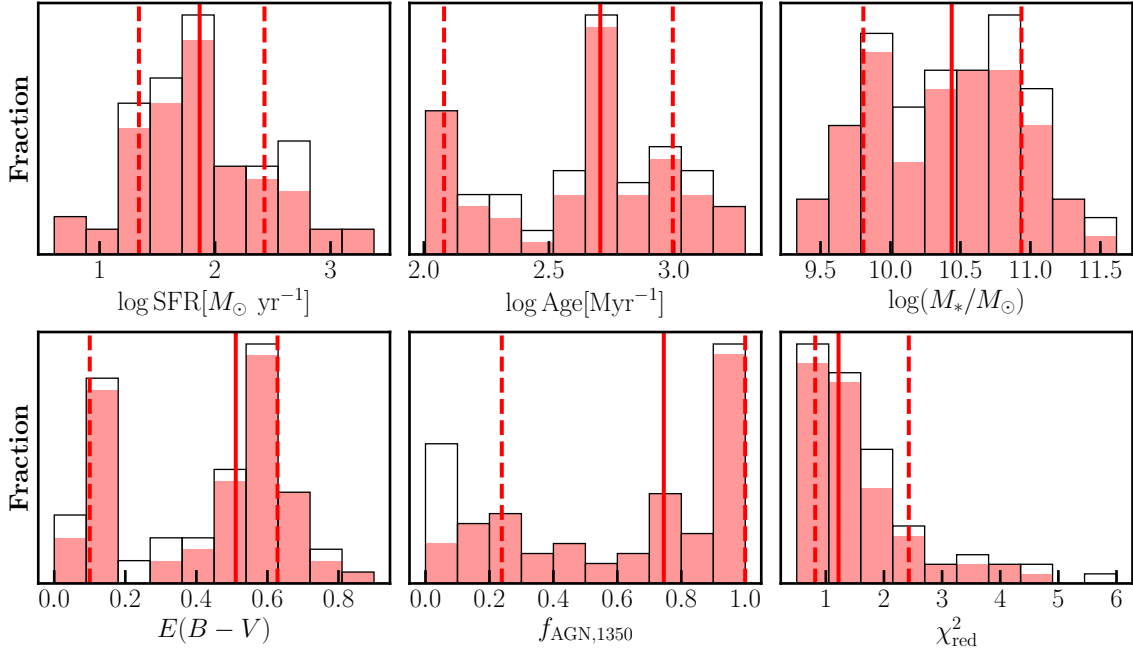 Fraction
1 2 3
log SFR[M⊙ yr⁻¹]
2.0 2.5 3.0
log Age[Myr⁻¹]
9.5 10.0 10.5 11.0 11.5
log(M*/M⊙)
Fraction
0.0 0.2 0.4 0.6 0.8
E(B − V)
0.0 0.2 0.4 0.6 0.8 1.0
f_AGN,1350
1 2 3 4 5 6
χ²_red